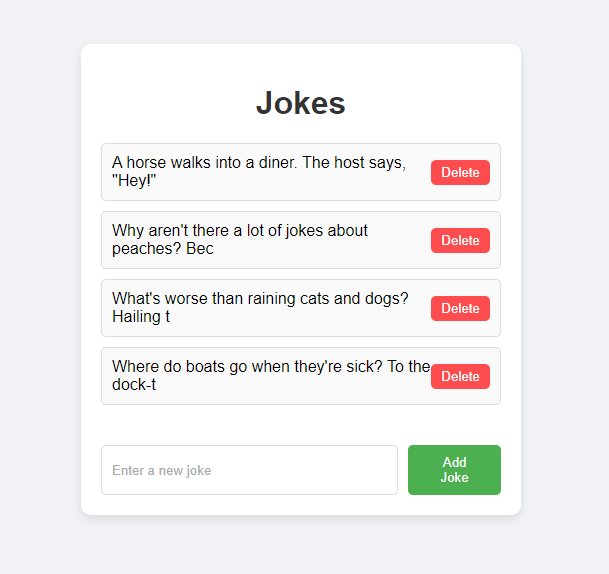 Jokes
A horse walks into a diner. The host says,
"Hey!"
Delete
Why aren't there a lot of jokes about
peaches? Bec
Delete
What's worse than raining cats and dogs?
Hailing t
Delete
Where do boats go when they're sick? To the
dock-t
Delete
Enter a new joke
Add
Joke